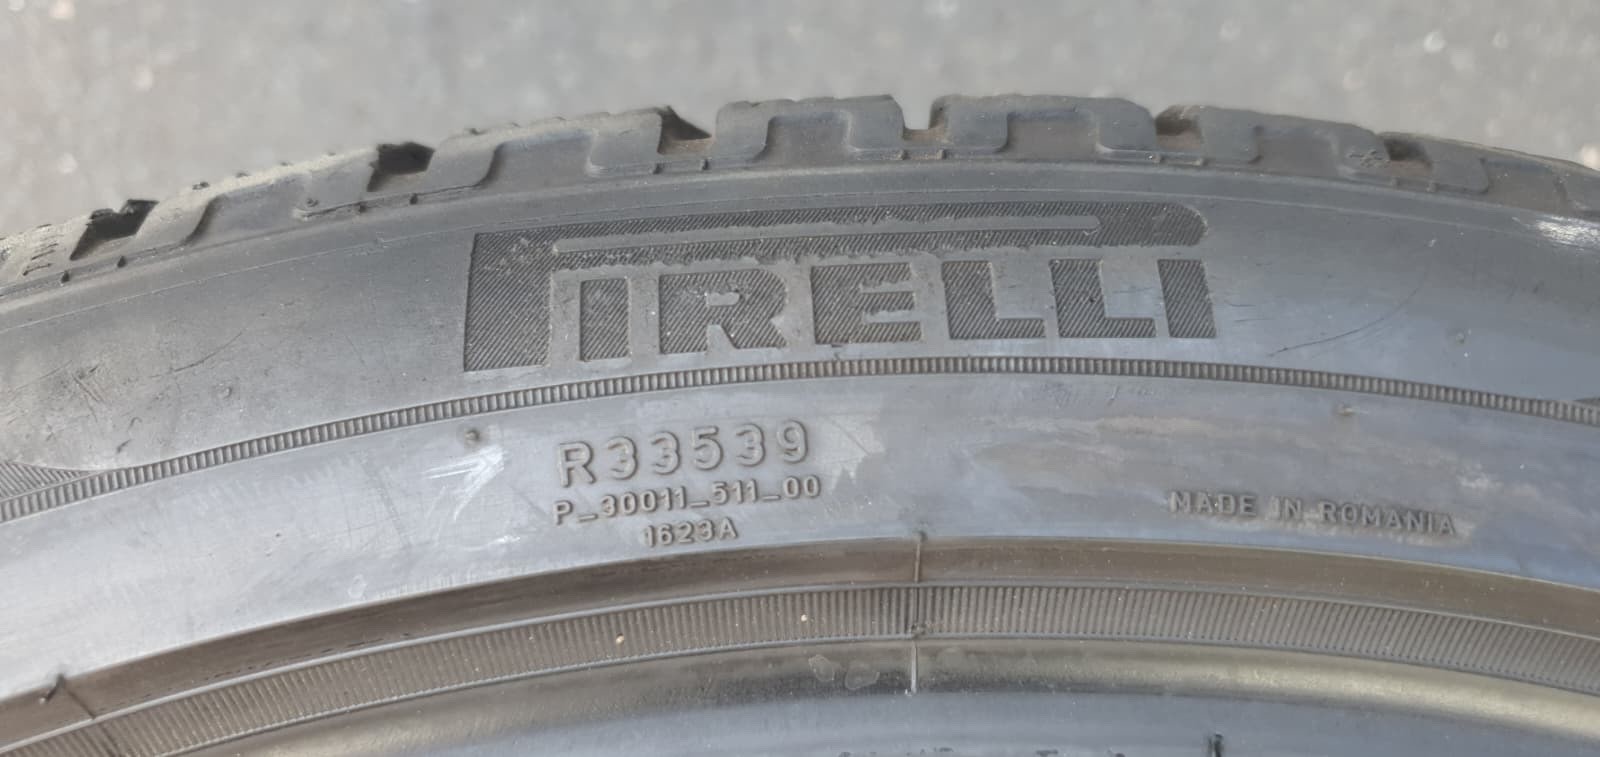 PIRELLI
R33539
P_30011_511_00
1623A
MADE IN ROMANIA